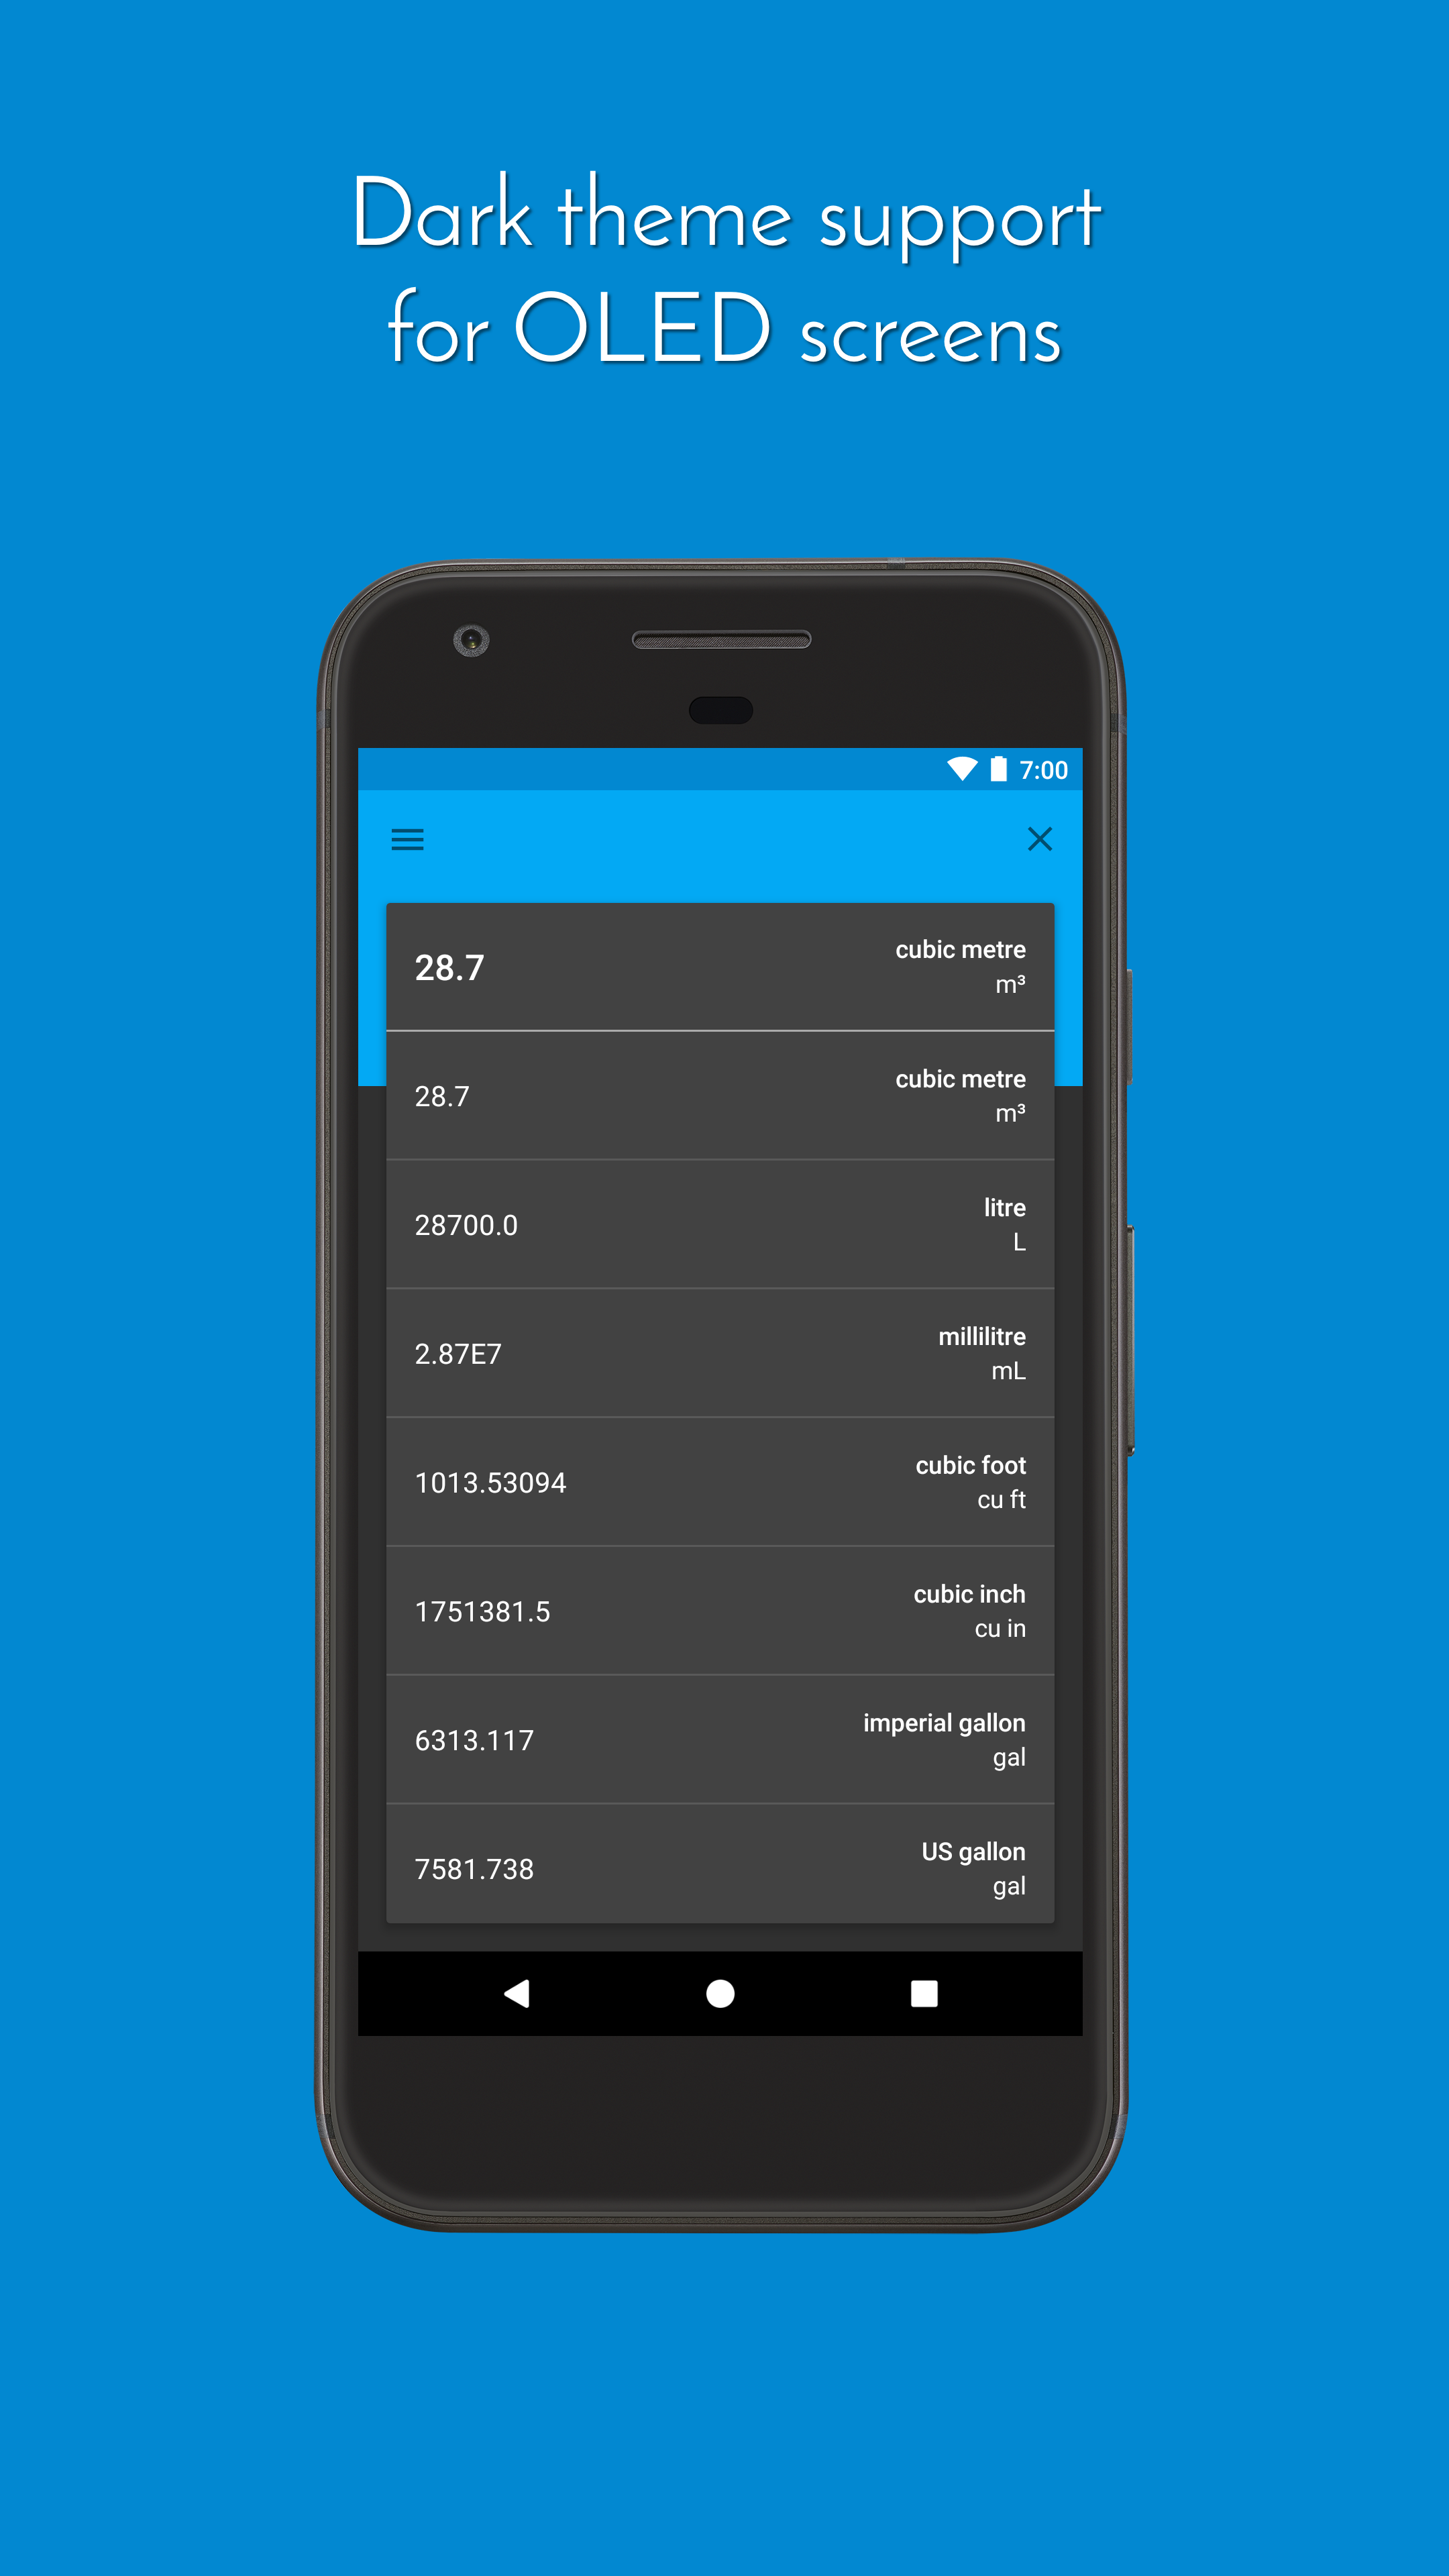 Dark theme support
for OLED screens
7:00
28.7
cubic metre
m³
28.7
cubic metre
m³
28700.0
litre
L
2.87E7
millilitre
mL
1013.53094
cubic foot
cu ft
1751381.5
cubic inch
cu in
6313.117
imperial gallon
gal
7581.738
US gallon
gal